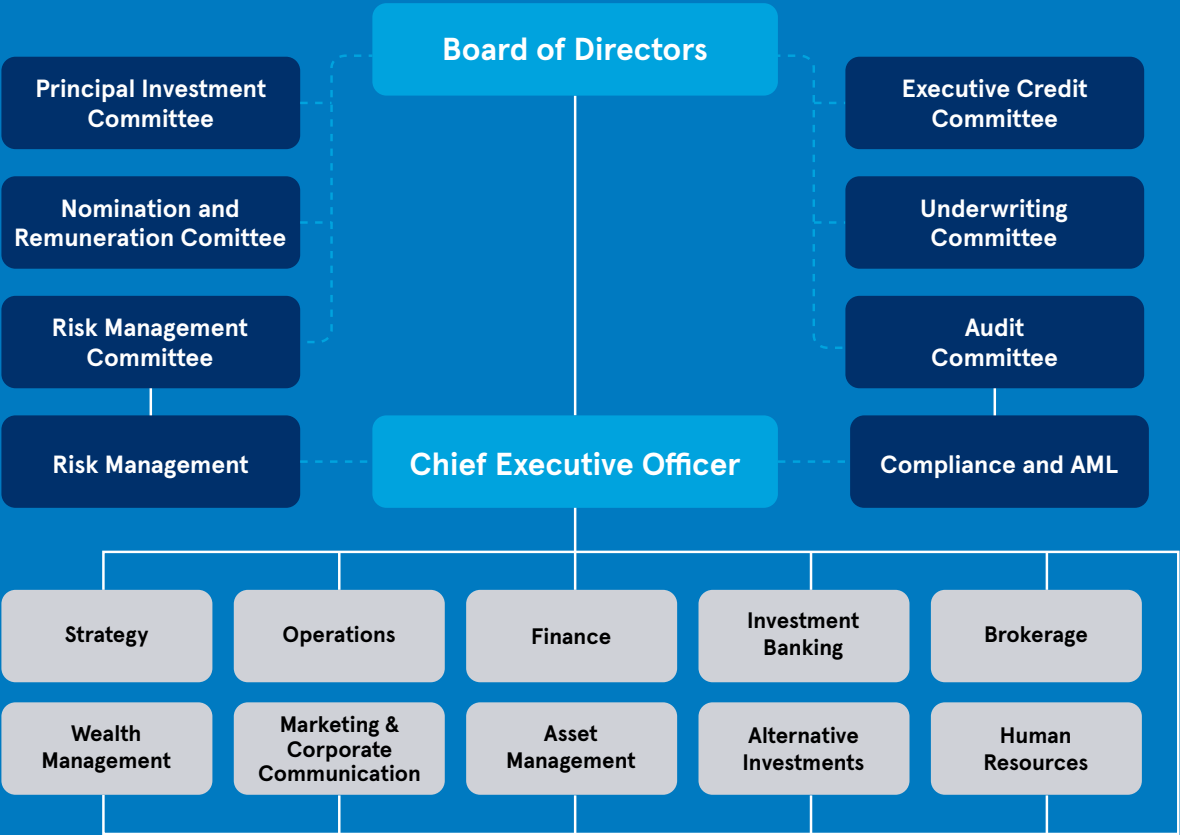 Board of Directors
Principal Investment
Committee
Executive Credit
Committee
Nomination and
Remuneration Comittee
Underwriting
Committee
Risk Management
Committee
Audit
Committee
Risk Management
Chief Executive Officer
Compliance and AML
Strategy
Operations
Finance
Investment
Banking
Brokerage
Wealth
Management
Marketing &
Corporate
Communication
Asset
Management
Alternative
Investments
Human
Resources